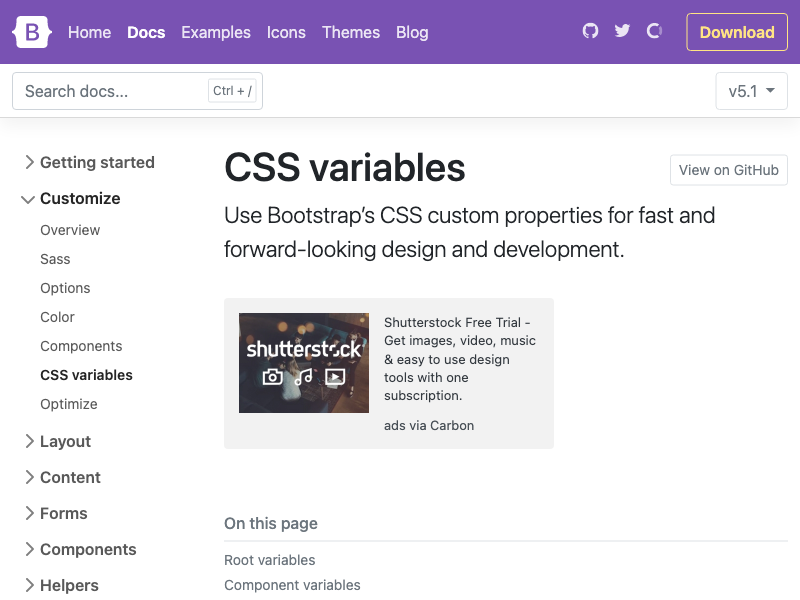 B
Home Docs Examples Icons Themes Blog
Download
Search docs... Ctrl + /
v5.1
Getting started
Customize
Overview
Sass
Options
Color
Components
CSS variables
Optimize
Layout
Content
Forms
Components
Helpers
CSS variables
View on GitHub
Use Bootstrap’s CSS custom properties for fast and
forward-looking design and development.
shutterstock
Shutterstock Free Trial -
Get images, video, music
& easy to use design
tools with one
subscription.
ads via Carbon
On this page
Root variables
Component variables